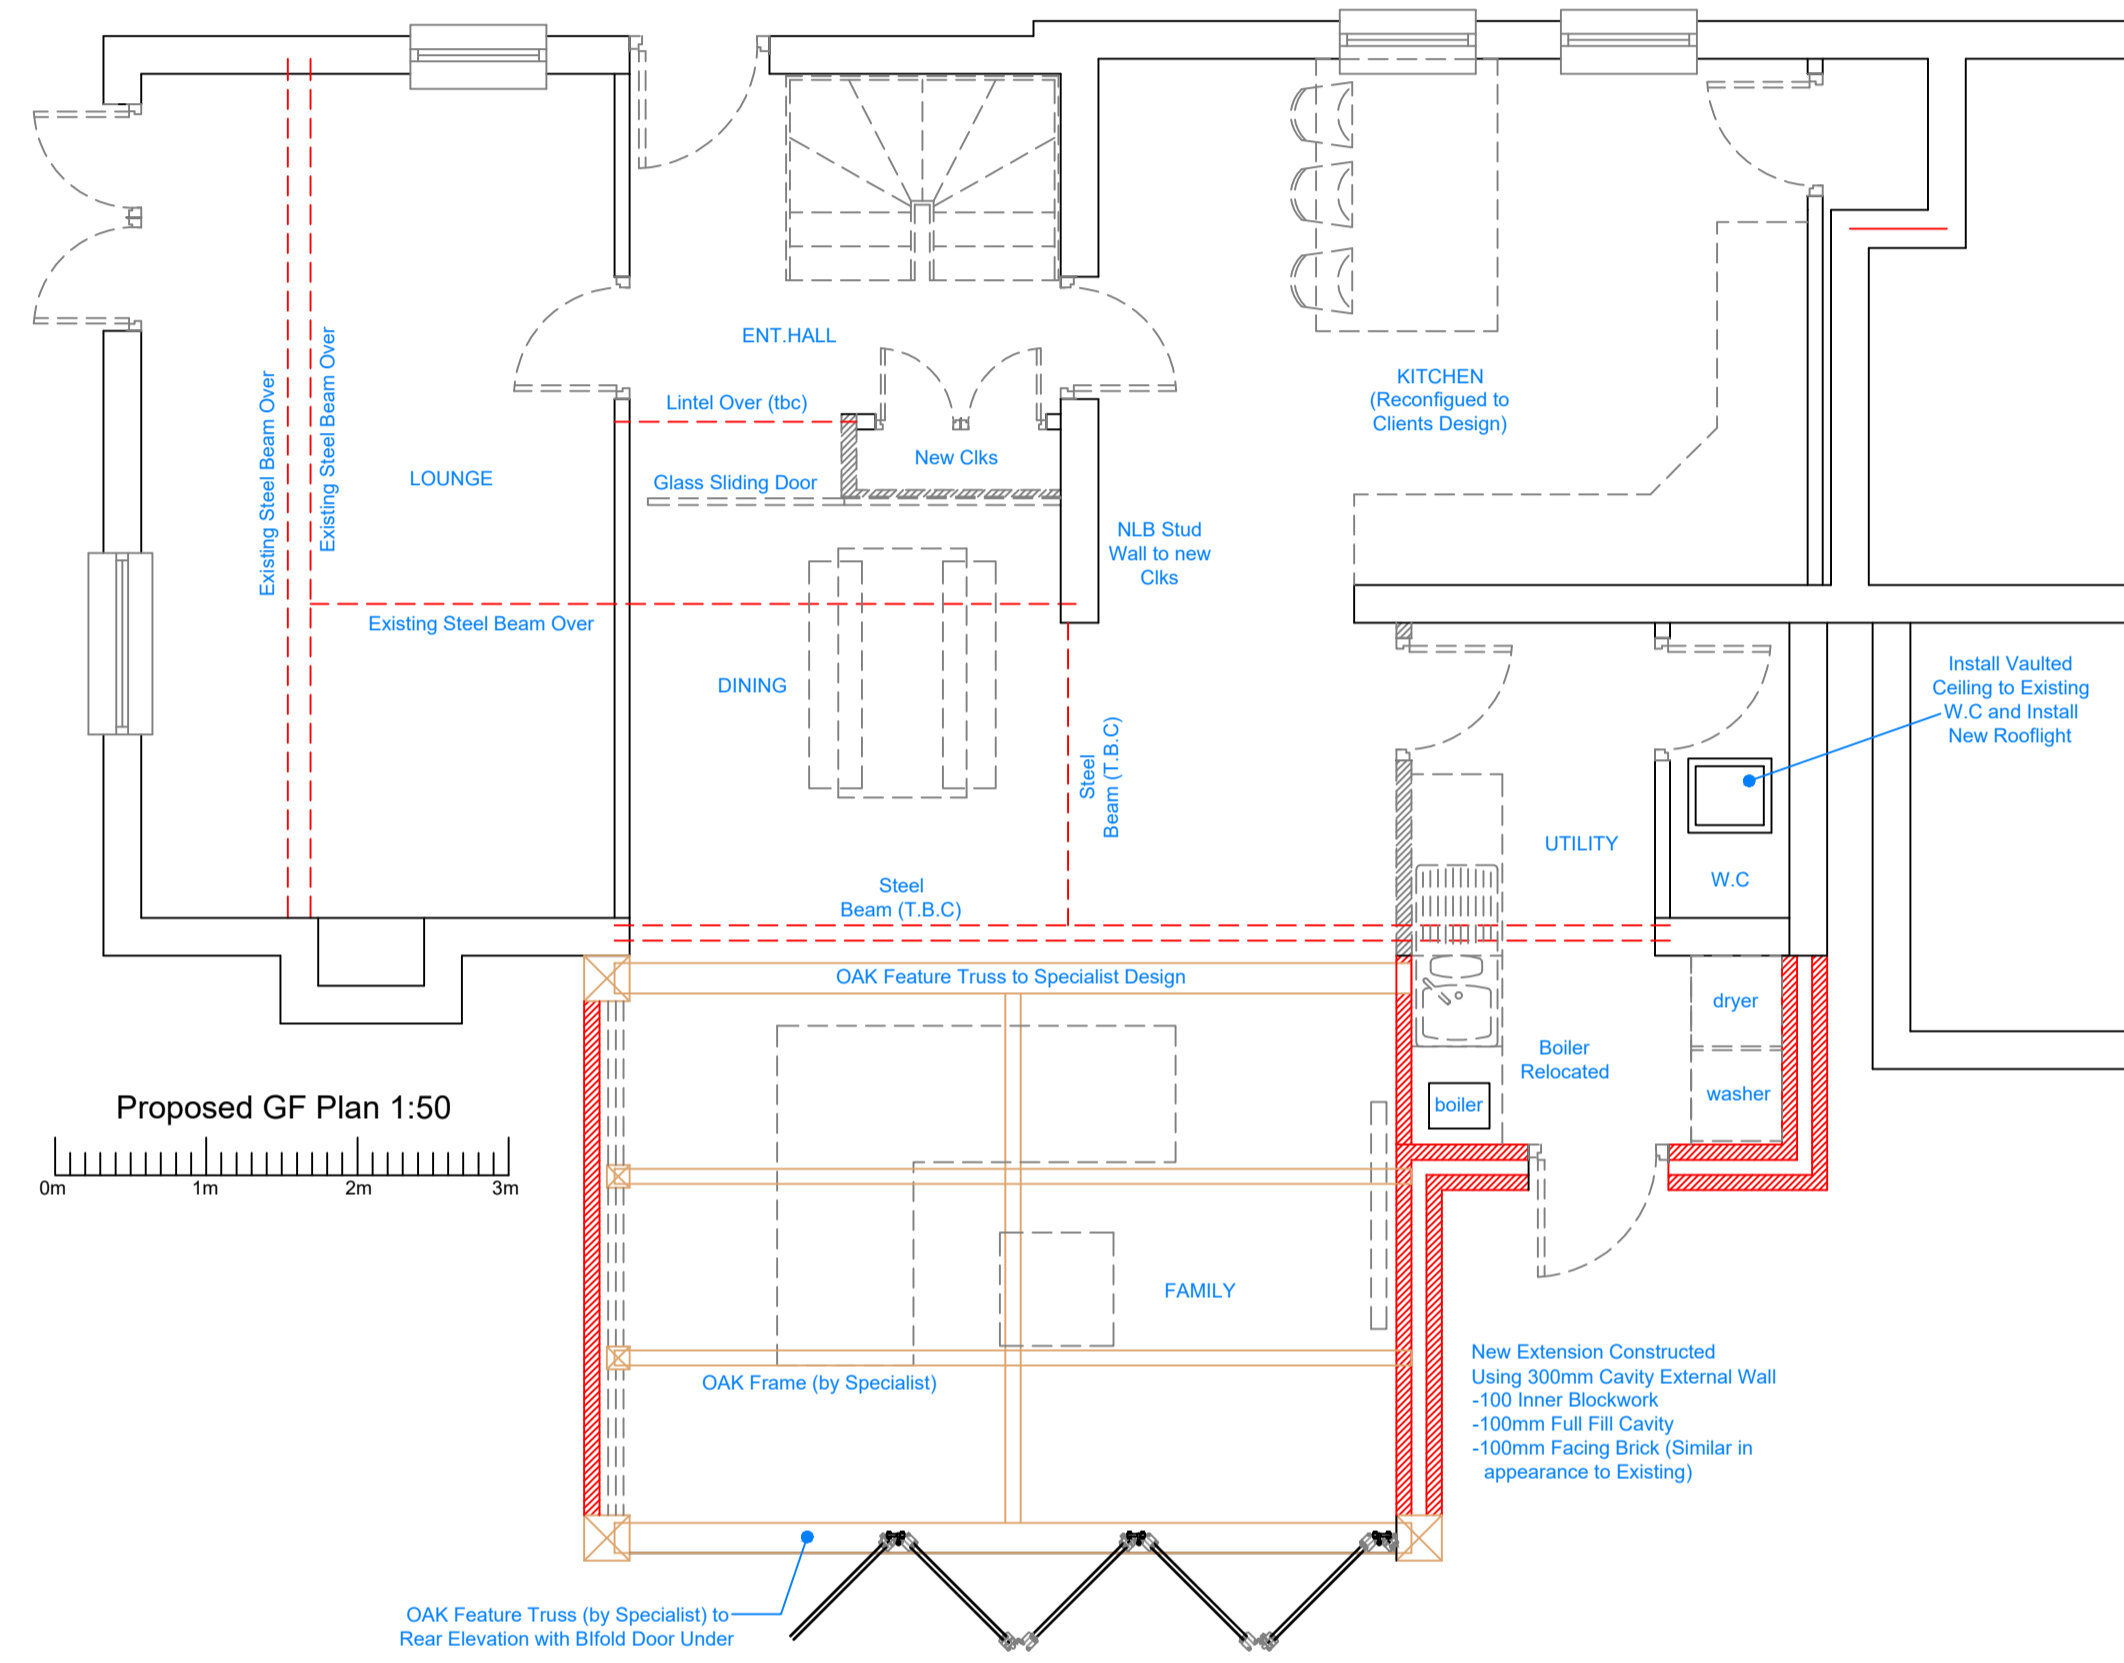 ENT.HALL
KITCHEN
(Reconfigued to
Clients Design)
Lintel Over (tbc)
Existing Steel Beam Over
Existing Steel Beam Over
LOUNGE
New Clks
Glass Sliding Door
NLB Stud
Wall to new
Clks
Existing Steel Beam Over
DINING
Install Vaulted
Ceiling to Existing
W.C and Install
New Rooflight
Steel
Beam (T.B.C)
UTILITY
W.C
Steel
Beam (T.B.C)
OAK Feature Truss to Specialist Design
dryer
Boiler
Relocated
washer
boiler
Proposed GF Plan 1:50
0m 1m 2m 3m
FAMILY
OAK Frame (by Specialist)
New Extension Constructed
Using 300mm Cavity External Wall
-100 Inner Blockwork
-100mm Full Fill Cavity
-100mm Facing Brick (Similar in
appearance to Existing)
OAK Feature Truss (by Specialist) to
Rear Elevation with BIfold Door Under